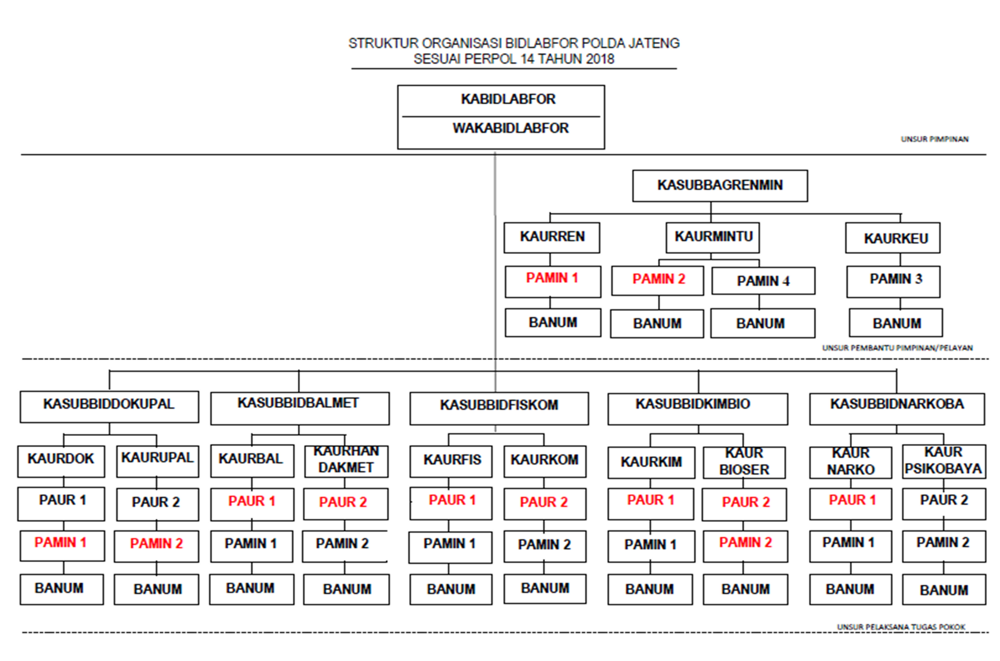 STRUKTUR ORGANISASI BIDLABFOR POLDA JATENG
SESUAI PERPOL 14 TAHUN 2018
KABIDLABFOR
WAKABIDLABFOR
UNSUR PIMPINAN
KASUBBAGRENMIN
KAURREN
KAURMINTU
KAURKEU
PAMIN 1
PAMIN 2
PAMIN 4
PAMIN 3
BANUM
BANUM
BANUM
BANUM
UNSUR PEMBANTU PIMPINAN/PELAYAN
KASUBBIDDOKUPAL
KASUBBIDBALMET
KASUBBIDFISKOM
KASUBBIDKIMBIO
KASUBBIDNARKOBA
KAURDOK
KAURUPAL
KAURBAL
KAURHAN
DAKMET
KAURFIS
KAURKOM
KAURKIM
KAUR
BIOSER
KAUR
NARKO
KAUR
PSIKOBAYA
PAUR 1
PAUR 2
PAUR 1
PAUR 2
PAUR 1
PAUR 2
PAUR 1
PAUR 2
PAUR 1
PAUR 2
PAMIN 1
PAMIN 2
PAMIN 1
PAMIN 2
PAMIN 1
PAMIN 2
PAMIN 1
PAMIN 2
PAMIN 1
PAMIN 2
BANUM
BANUM
BANUM
BANUM
BANUM
BANUM
BANUM
BANUM
BANUM
BANUM
UNSUR PELAKSANA TUGAS POKOK